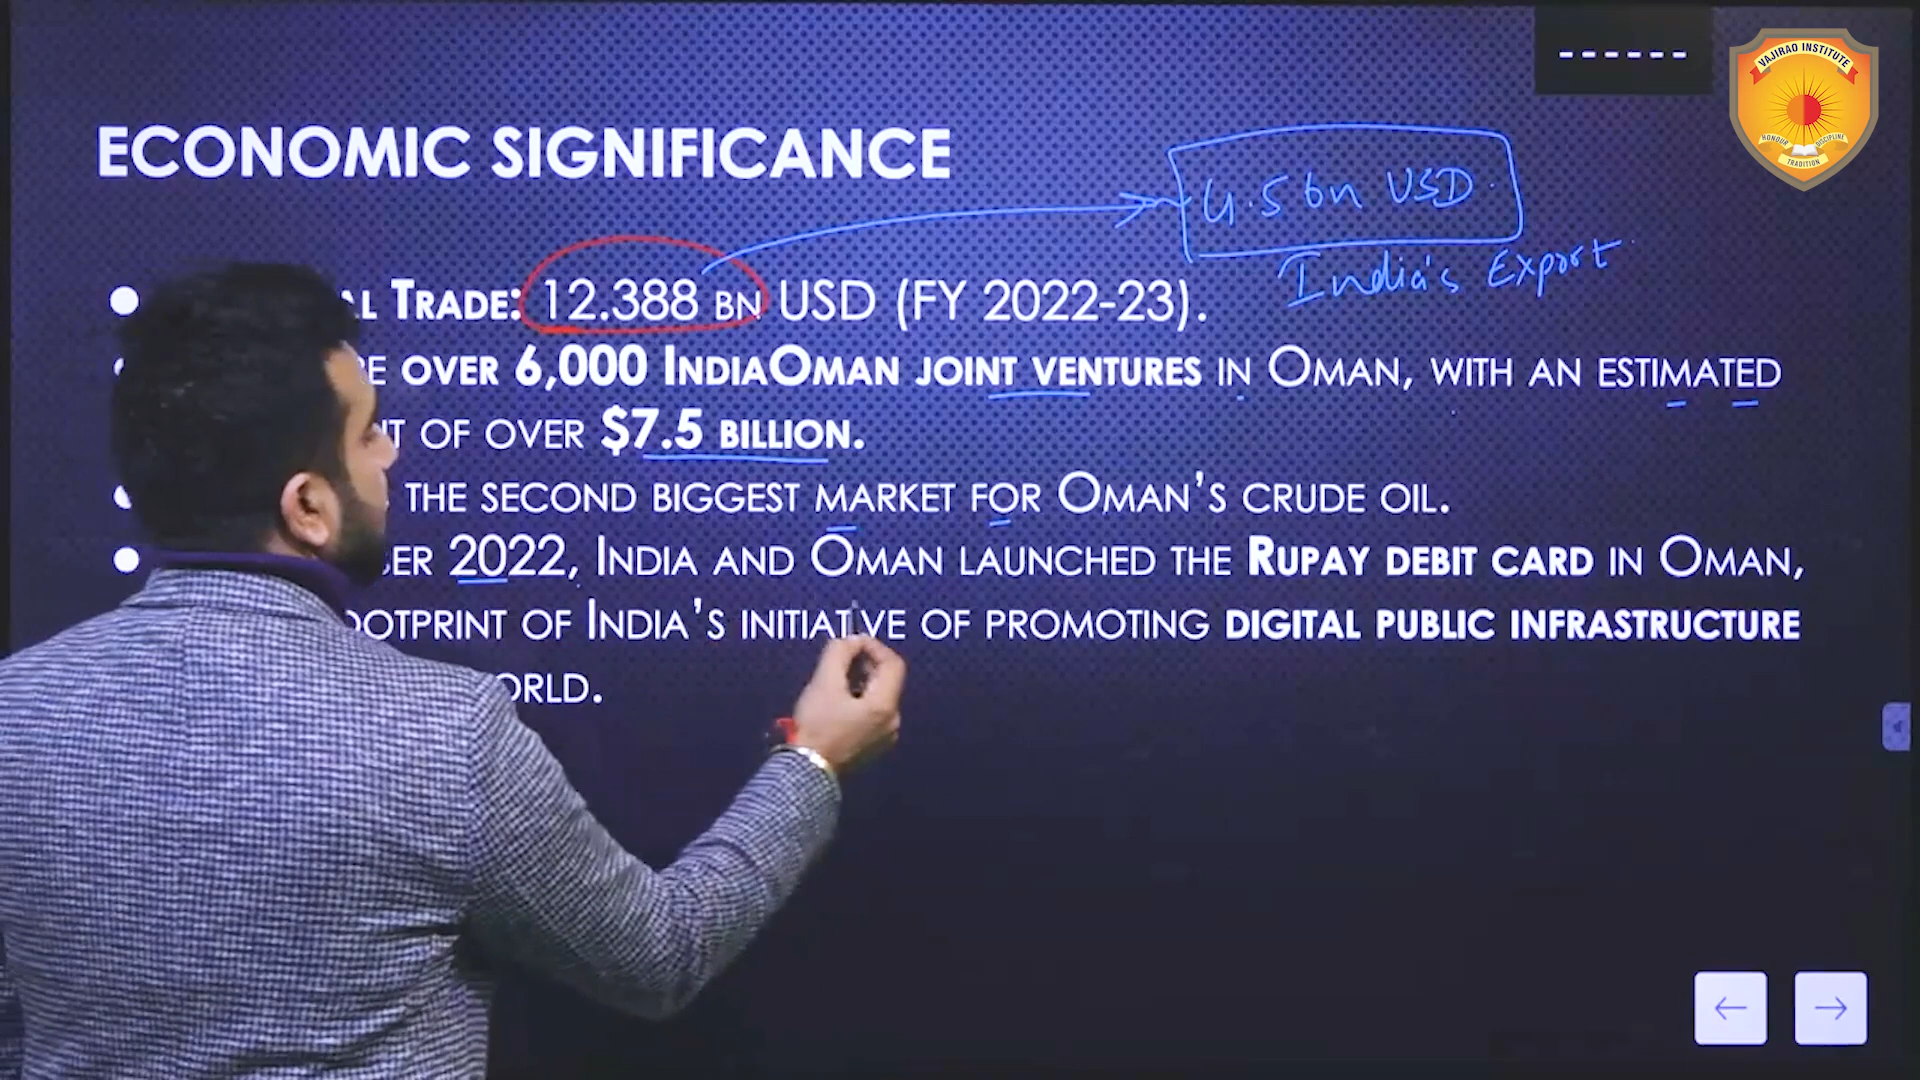 VAJIRAO INSTITUTE
HONOUR DISCIPLINE
TRADITION
ECONOMIC SIGNIFICANCE
4.5 bn USD.
India's Export
L TRADE: 12.388 BN USD (FY 2022-23).
RE OVER 6,000 INDIAOMAN JOINT VENTURES IN OMAN, WITH AN ESTIMATED
NT OF OVER $7.5 BILLION.
THE SECOND BIGGEST MARKET FOR OMAN'S CRUDE OIL.
BER 2022, INDIA AND OMAN LAUNCHED THE RUPAY DEBIT CARD IN OMAN,
OOTPRINT OF INDIA'S INITIATIVE OF PROMOTING DIGITAL PUBLIC INFRASTRUCTURE
ORLD.